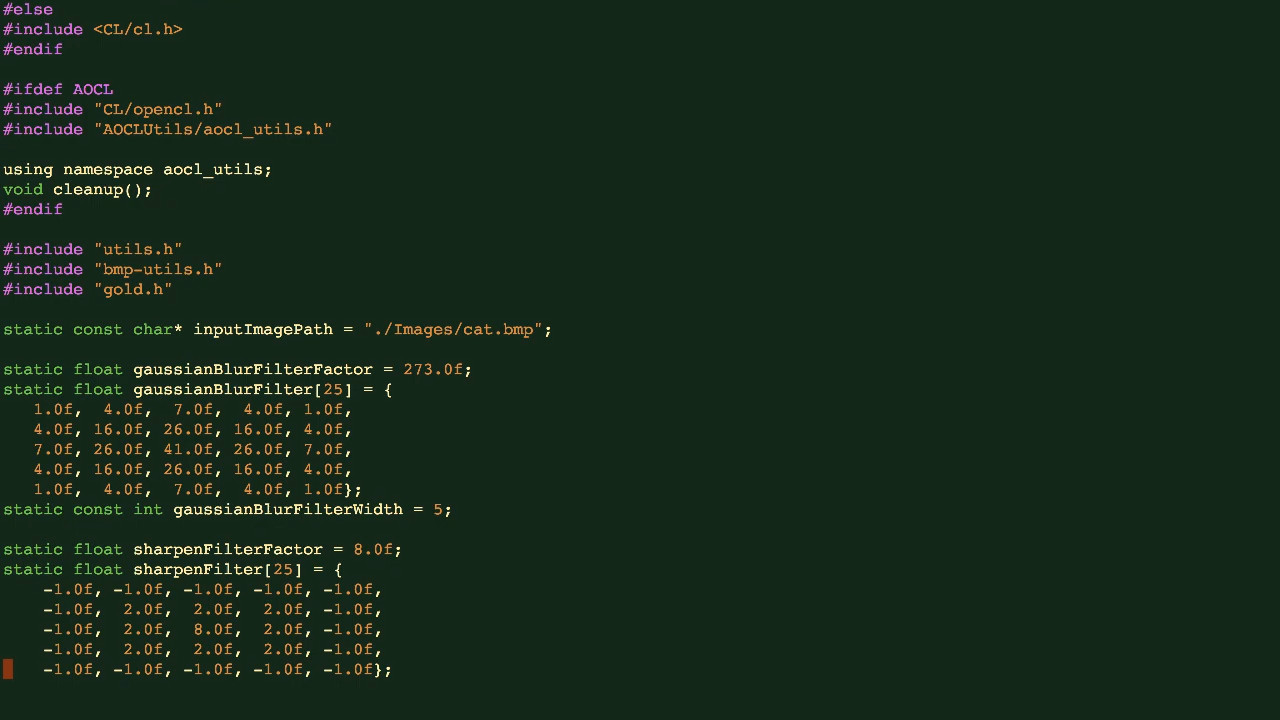 #else
#include <CL/cl.h>
#endif
#ifdef AOCL
#include "CL/opencl.h"
#include "AOCLUtils/aocl_utils.h"
using namespace aocl_utils;
void cleanup();
#endif
#include "utils.h"
#include "bmp-utils.h"
#include "gold.h"
static const char* inputImagePath = "./Images/cat.bmp";
static float gaussianBlurFilterFactor = 273.0f;
static float gaussianBlurFilter[25] = {
   1.0f,  4.0f,  7.0f,  4.0f, 1.0f,
   4.0f, 16.0f, 26.0f, 16.0f, 4.0f,
   7.0f, 26.0f, 41.0f, 26.0f, 7.0f,
   4.0f, 16.0f, 26.0f, 16.0f, 4.0f,
   1.0f,  4.0f,  7.0f,  4.0f, 1.0f};
static const int gaussianBlurFilterWidth = 5;
static float sharpenFilterFactor = 8.0f;
static float sharpenFilter[25] = {
    -1.0f, -1.0f, -1.0f, -1.0f, -1.0f,
    -1.0f,  2.0f,  2.0f,  2.0f, -1.0f,
    -1.0f,  2.0f,  8.0f,  2.0f, -1.0f,
    -1.0f,  2.0f,  2.0f,  2.0f, -1.0f,
    -1.0f, -1.0f, -1.0f, -1.0f, -1.0f};